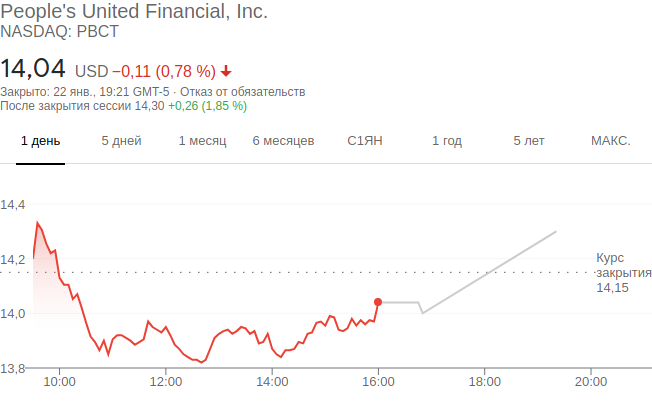 People's United Financial, Inc.
NASDAQ: PBCT
14,04 USD −0,11 (0,78 %)
Закрыто: 22 янв., 19:21 GMT-5 · Отказ от обязательств
После закрытия сессии 14,30 +0,26 (1,85 %)
1 день 5 дней 1 месяц 6 месяцев С1ЯН 1 год 5 лет МАКС.
14,4
14,2
14,0
13,8
Курс
закрытия
14,15
10:00 12:00 14:00 16:00 18:00 20:00